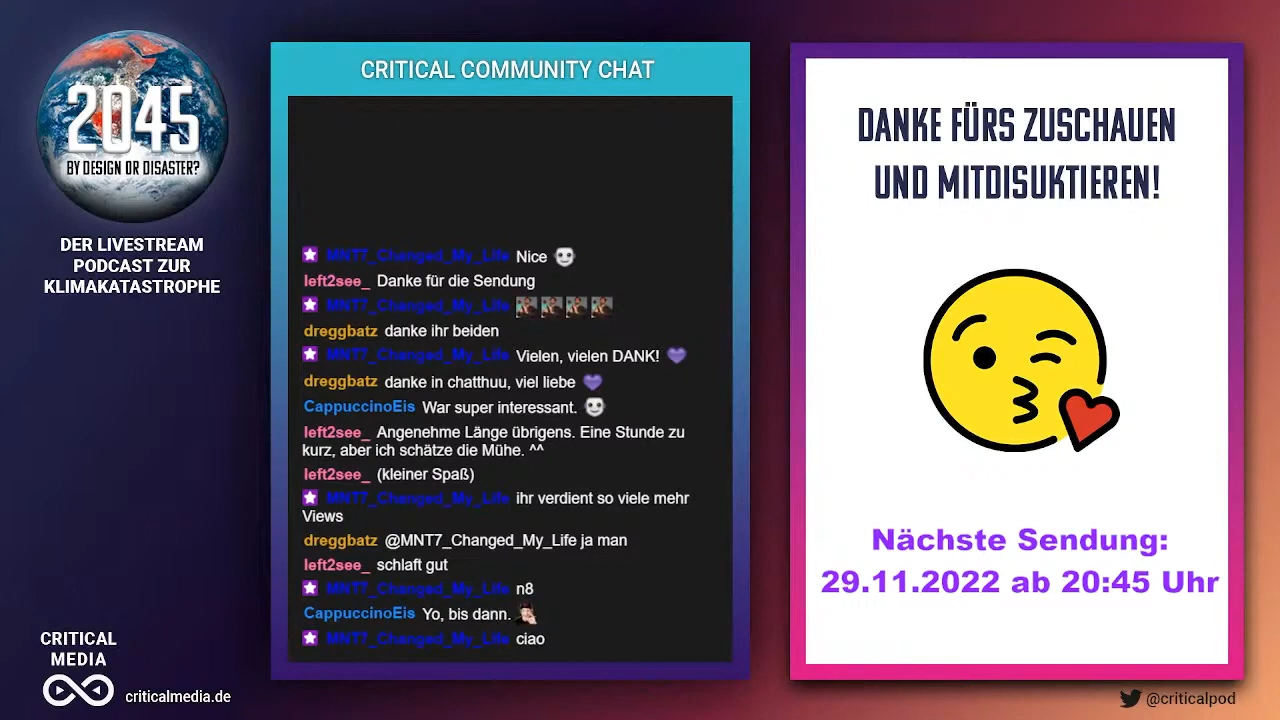 2045
BY DESIGN OR DISASTER?
DER LIVESTREAM
PODCAST ZUR
KLIMAKATASTROPHE
CRITICAL
MEDIA
criticalmedia.de
CRITICAL COMMUNITY CHAT
MNT7_Changed_My_Life Nice
left2see_ Danke für die Sendung
MNT7_Changed_My_Life
dreggbatz danke ihr beiden
MNT7_Changed_My_Life Vielen, vielen DANK!
dreggbatz danke in chatthuu, viel liebe
CappuccinoEis War super interessant.
left2see_ Angenehme Länge übrigens. Eine Stunde zu
kurz, aber ich schätze die Mühe. ^^
left2see_ (kleiner Spaß)
MNT7_Changed_My_Life ihr verdient so viele mehr
Views
dreggbatz @MNT7_Changed_My_Life ja man
left2see_ schlaft gut
MNT7_Changed_My_Life n8
CappuccinoEis Yo, bis dann.
MNT7_Changed_My_Life ciao
DANKE FÜRS ZUSCHAUEN
UND MITDISUKTIEREN!
Nächste Sendung:
29.11.2022 ab 20:45 Uhr
@criticalpod